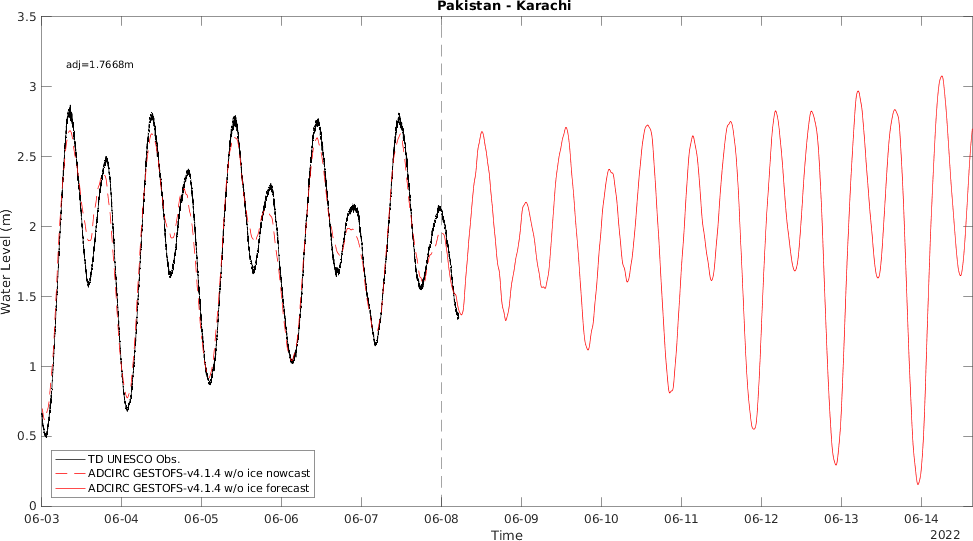 Pakistan - Karachi
3.5
adj=1.7668m
3
2.5
2
1.5
1
0.5
0
Water Level (m)
TD UNESCO Obs.
ADCIRC GESTOFS-v4.1.4 w/o ice nowcast
ADCIRC GESTOFS-v4.1.4 w/o ice forecast
06-03 06-04 06-05 06-06 06-07 06-08 06-09 06-10 06-11 06-12 06-13 06-14
Time
2022